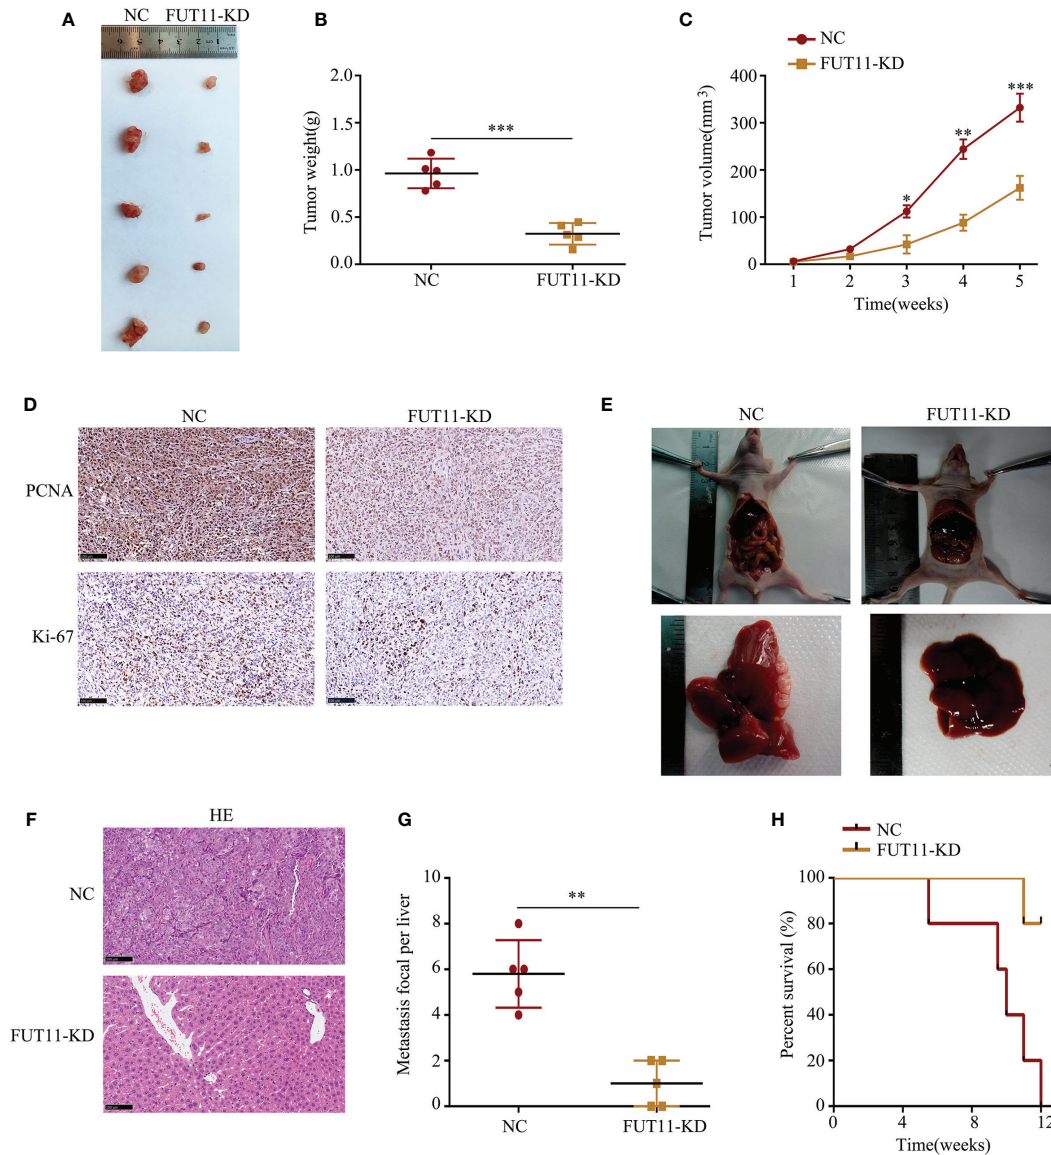 A
NC FUT11-KD
B
2.0
1.5
1.0
0.5
0.0
Tumor weight(g)
***
NC
FUT11-KD
C
NC
FUT11-KD
400
300
200
100
0
Tumor volume(mm³)
*
**
***
1 2 3 4 5
Time(weeks)
D
NC FUT11-KD
PCNA
Ki-67
E
NC FUT11-KD
F
HE
NC
FUT11-KD
G
10
8
6
4
2
0
Metastasis focal per liver
**
NC
FUT11-KD
H
NC
FUT11-KD
100
80
60
40
20
0
Percent survival (%)
0 4 8 12
Time(weeks)